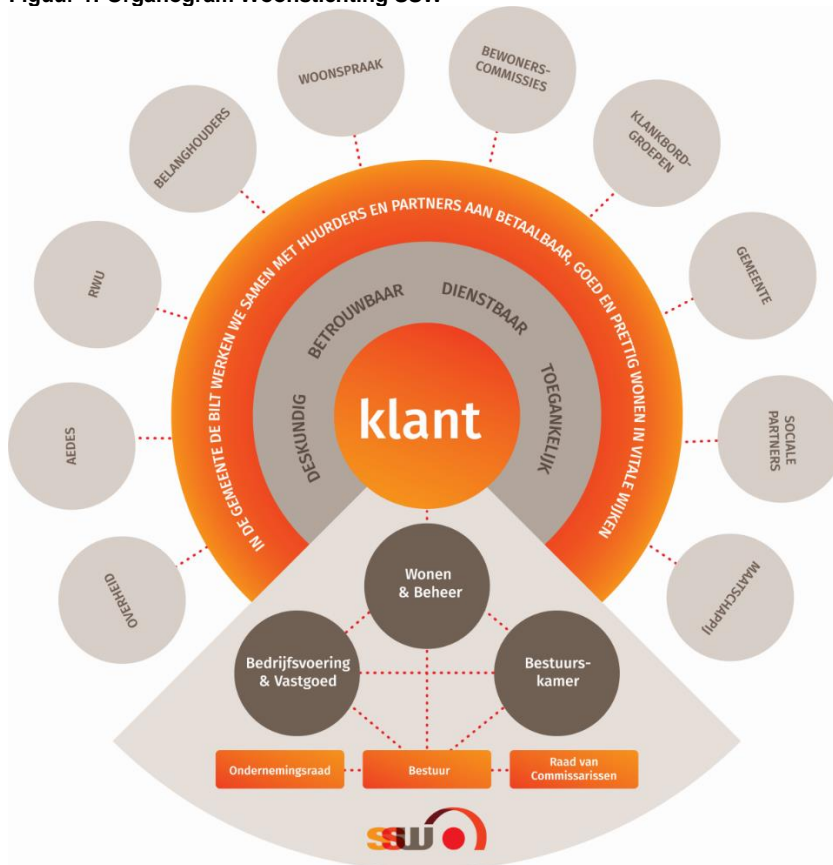 Figuur 1: Organogram Woonstichting SSW
WOONSPRAAK
BEWONERS-
COMMISSIES
BELANGHOUDERS
KLANKBORD-
GROEPEN
RWU
GEMEENTE
AEDES
SOCIALE
PARTNERS
OVERHEID
MAATSCHAPPIJ
IN DE GEMEENTE DE BILT WERKEN WE SAMEN MET HUURDERS EN PARTNERS AAN BETAALBAAR, GOED EN PRETTIG WONEN IN VITALE WIJKEN
DESKUNDIG
BETROUWBAAR
DIENSTBAAR
TOEGANKELIJK
klant
Wonen
& Beheer
Bedrijfsvoering
& Vastgoed
Bestuurs-
kamer
Ondernemingsraad
Bestuur
Raad van
Commissarissen
ssw